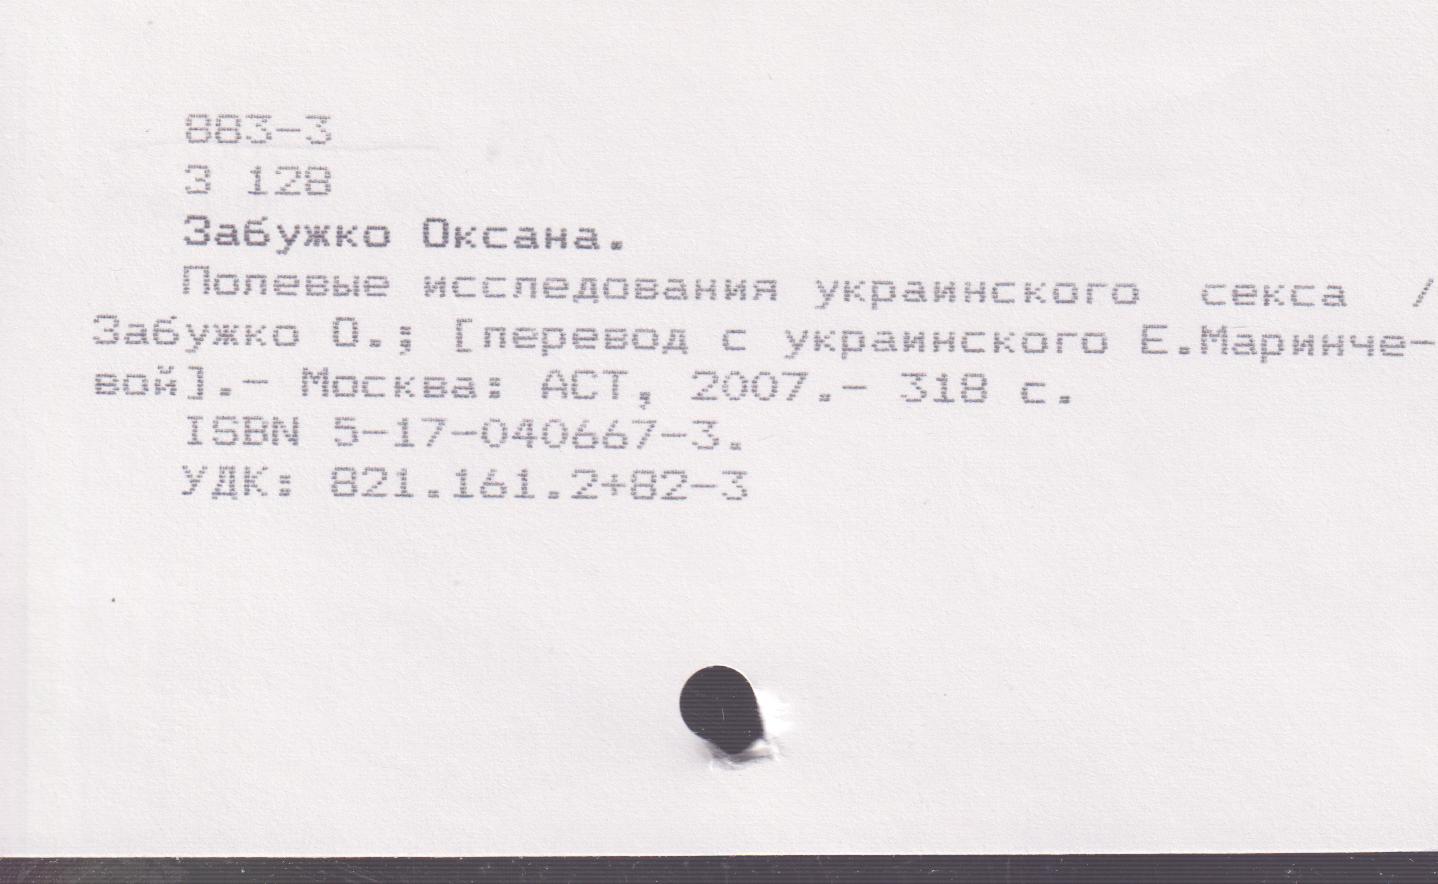 883-3
З 128
Забужко Оксана.
Полевые исследования украинского секса /
Забужко О.; [перевод с украинского Е.Маринче-
вой].- Москва: АСТ, 2007.- 318 с.
ISBN 5-17-040667-3.
УДК: 821.161.2+82-3